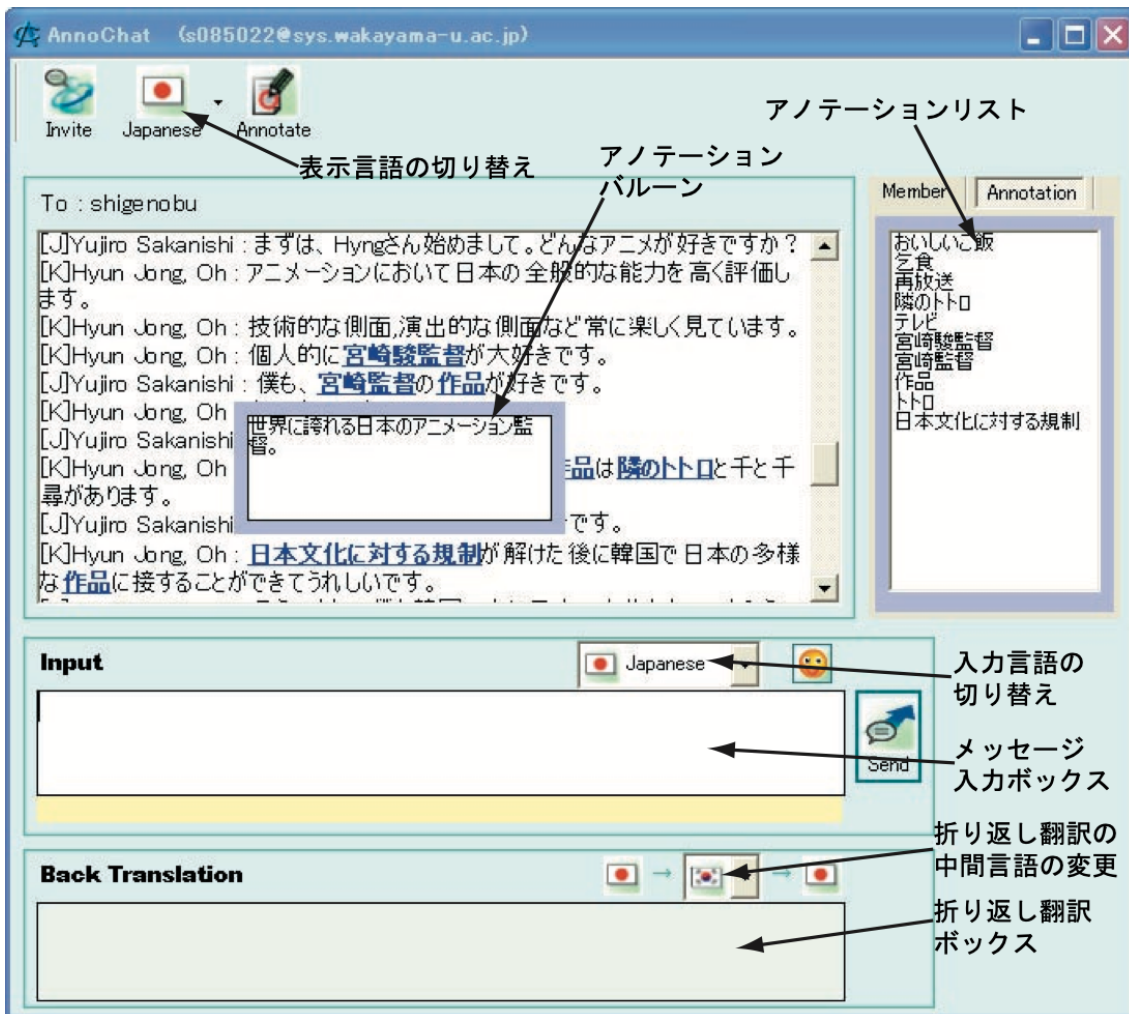 AnnoChat (s085022@sys.wakayama-u.ac.jp)
Invite
Japanese
Annotate
表示言語の切り替え
アノテーション
バルーン
アノテーションリスト
To : shigenobu
[J]Yujiro Sakanishi : まずは、Hyngさん始めまして。どんなアニメが好きですか？
[K]Hyun Jong, Oh : アニメーションにおいて日本の全般的な能力を高く評価し
ます。
[K]Hyun Jong, Oh : 技術的な側面,演出的な側面など常に楽しく見ています。
[K]Hyun Jong, Oh : 個人的に宮崎駿監督が大好きです。
[J]Yujiro Sakanishi : 僕も、宮崎監督の作品が好きです。
[K]Hyun Jong, Oh
[J]Yujiro Sakanishi
[K]Hyun Jong, Oh 作品は隣のトトロと千と千
尋があります。
[J]Yujiro Sakanishi です。
[K]Hyun Jong, Oh : 日本文化に対する規制が解けた後に韓国で日本の多様
な作品に接することができてうれしいです。
世界に誇れる日本のアニメーション監
督。
Member
Annotation
おいしいご飯
乞食
再放送
隣のトトロ
テレビ
宮崎駿監督
宮崎監督
作品
トトロ
日本文化に対する規制
Input
Japanese
Send
入力言語の
切り替え
メッセージ
入力ボックス
Back Translation
折り返し翻訳の
中間言語の変更
折り返し翻訳
ボックス